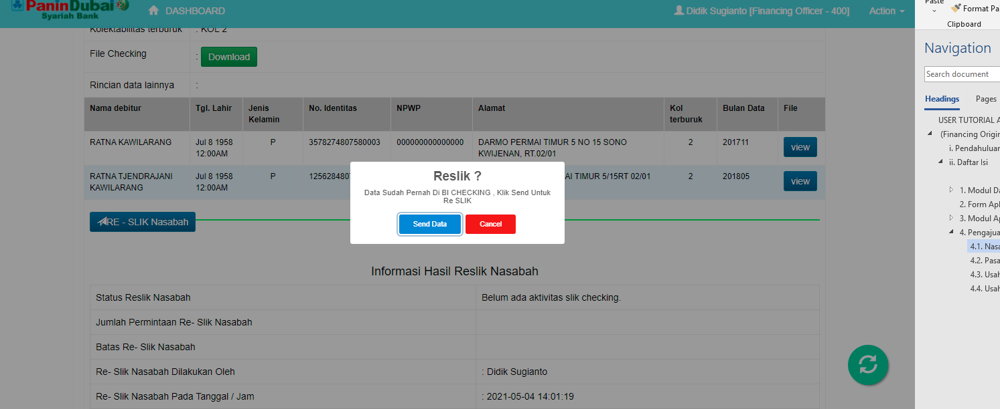 PaninDubai
Syariah Bank
DASHBOARD
Didik Sugianto [Financing Officer - 400]
Action
Kolektabilitas terburuk : KOL 2
File Checking : Download
Rincian data lainnya :
Nama debitur Tgl. Lahir Jenis Kelamin No. Identitas NPWP Alamat Kol terburuk Bulan Data File
RATNA KAWILARANG Jul 8 1958 12:00AM P 3578274807580003 000000000000000 DARMO PERMAI TIMUR 5 NO 15 SONO KWIJENAN, RT.02/01 2 201711 view
RATNA TJENDRAJANI KAWILARANG Jul 8 1958 12:00AM P TIMUR 5/15RT 02/01 2 201805 view
Reslik ?
Data Sudah Pernah Di BI CHECKING , Klik Send Untuk
Re SLIK
Send Data Cancel
RE - SLIK Nasabah
Informasi Hasil Reslik Nasabah
Status Reslik Nasabah Belum ada aktivitas slik checking.
Jumlah Permintaan Re- Slik Nasabah
Batas Re- Slik Nasabah
Re- Slik Nasabah Dilakukan Oleh : Didik Sugianto
Re- Slik Nasabah Pada Tanggal / Jam : 2021-05-04 14:01:19
Paste
Format Pa
Clipboard
Navigation
Search document
Headings Pages
USER TUTORIAL A
(Financing Origin
i. Pendahuluan
ii. Daftar Isi
1. Modul Da
2. Form Apl
3. Modul Ap
4. Pengajua
4.1. Nasa
4.2. Pasa
4.3. Usah
4.4. Usah